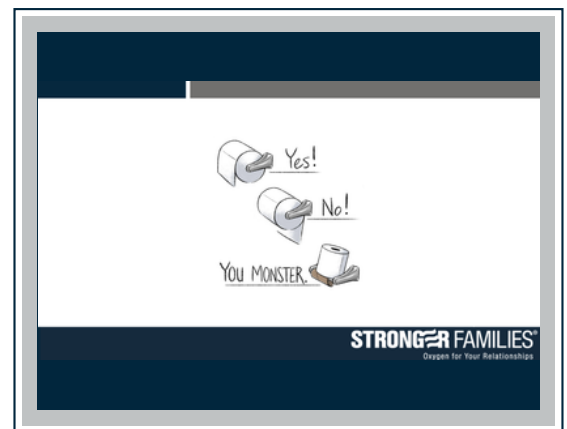 Yes!
No!
YOU MONSTER.
STRONGER FAMILIES®
Oxygen for Your Relationships